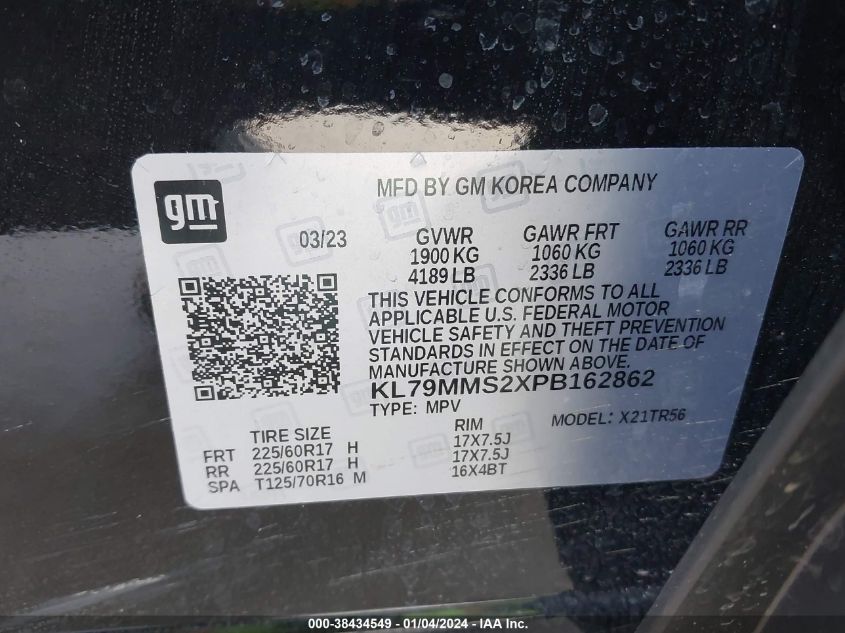 gm
MFD BY GM KOREA COMPANY
03/23
GVWR GAWR FRT GAWR RR
1900 KG 1060 KG 1060 KG
4189 LB 2336 LB 2336 LB
THIS VEHICLE CONFORMS TO ALL
APPLICABLE U.S. FEDERAL MOTOR
VEHICLE SAFETY AND THEFT PREVENTION
STANDARDS IN EFFECT ON THE DATE OF
MANUFACTURE SHOWN ABOVE.
KL79MMS2XPB162862
TYPE: MPV MODEL: X21TR56
TIRE SIZE RIM
FRT 225/60R17 H 17X7.5J
RR 225/60R17 H 17X7.5J
SPA T125/70R16 M 16X4BT
000-38434549 - 01/04/2024 - IAA Inc.